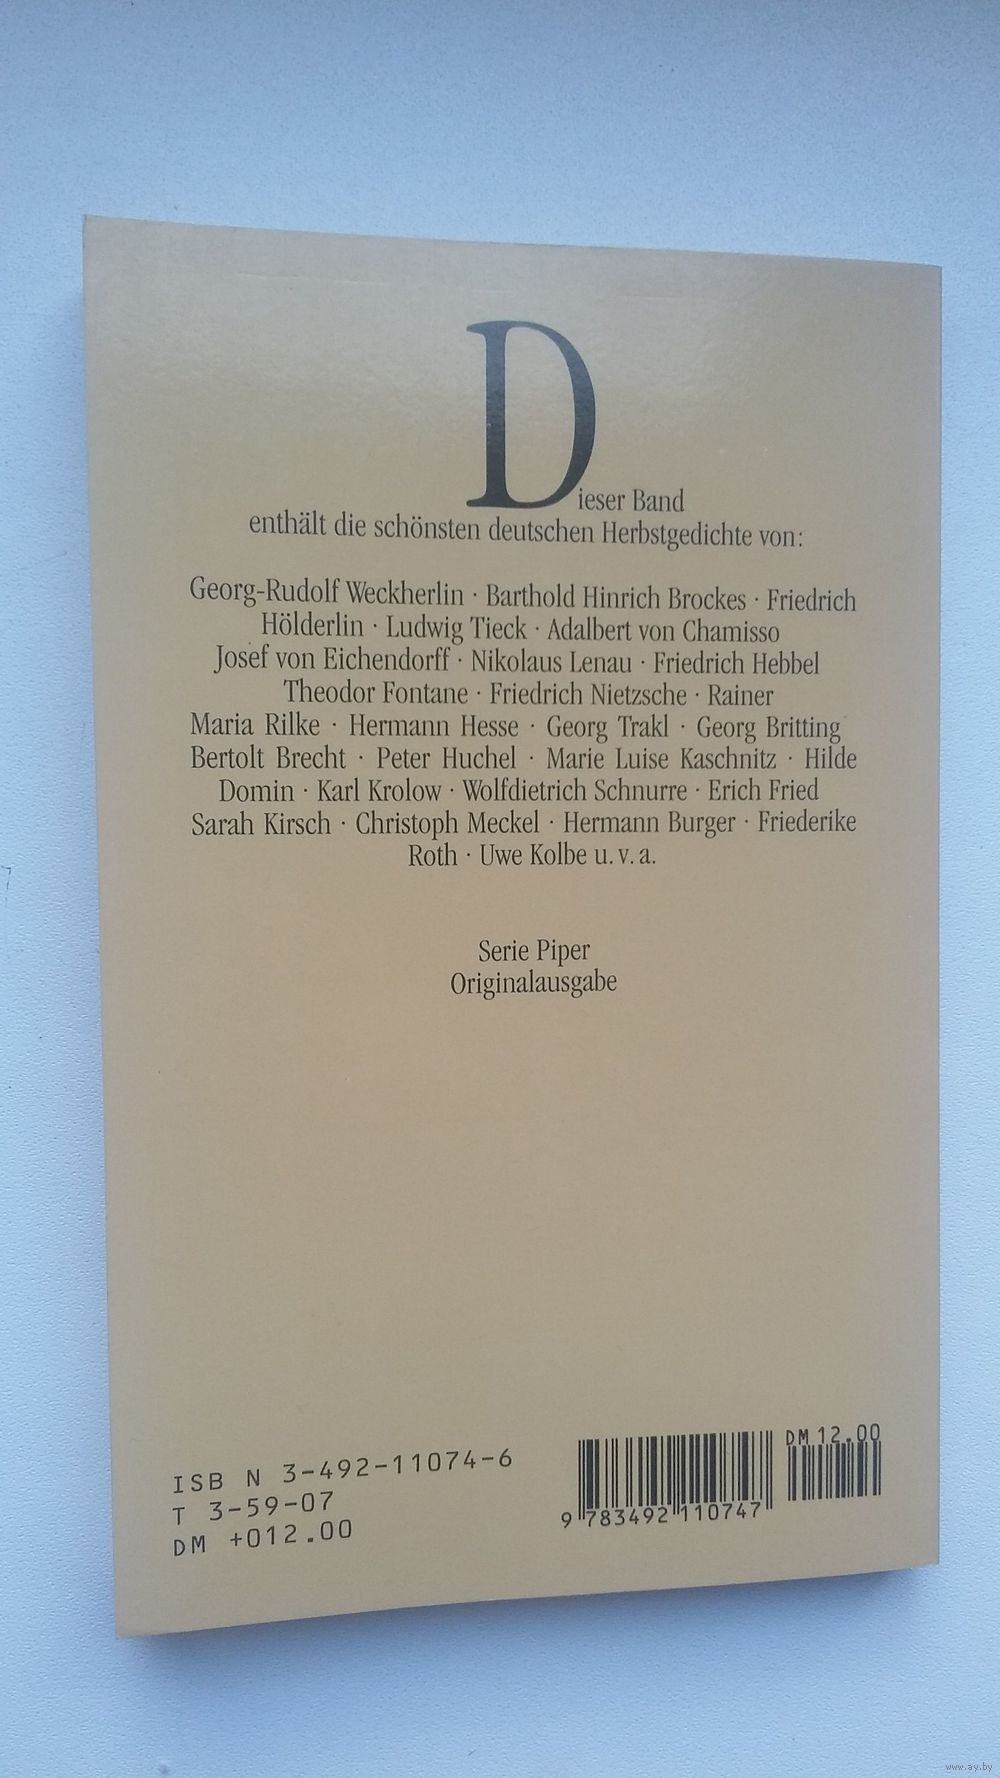 Dieser Band
enthält die schönsten deutschen Herbstgedichte von:
Georg-Rudolf Weckherlin · Barthold Hinrich Brockes · Friedrich
Hölderlin · Ludwig Tieck · Adalbert von Chamisso
Josef von Eichendorff · Nikolaus Lenau · Friedrich Hebbel
Theodor Fontane · Friedrich Nietzsche · Rainer
Maria Rilke · Hermann Hesse · Georg Trakl · Georg Britting
Bertolt Brecht · Peter Huchel · Marie Luise Kaschnitz · Hilde
Domin · Karl Krolow · Wolfdietrich Schnurre · Erich Fried
Sarah Kirsch · Christoph Meckel · Hermann Burger · Friederike
Roth · Uwe Kolbe u. v. a.
Serie Piper
Originalausgabe
ISB N 3-492-11074-6
T 3-59-07
DM +012.00
DM 12.00
9 783492 110747
www.ay.by